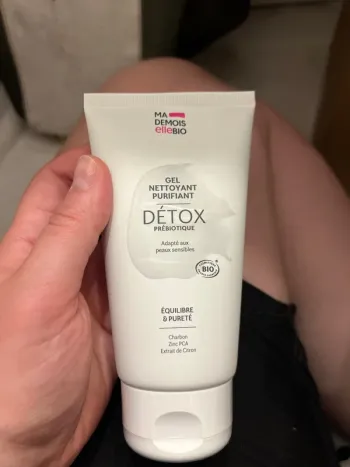 MA
DEMOIS
elleBIO
GEL
NETTOYANT
PURIFIANT
DÉTOX
PRÉBIOTIQUE
Adapté aux
peaux sensibles
BIO
ÉQUILIBRE
& PURETÉ
Charbon
Zinc PCA
Extrait de Citron